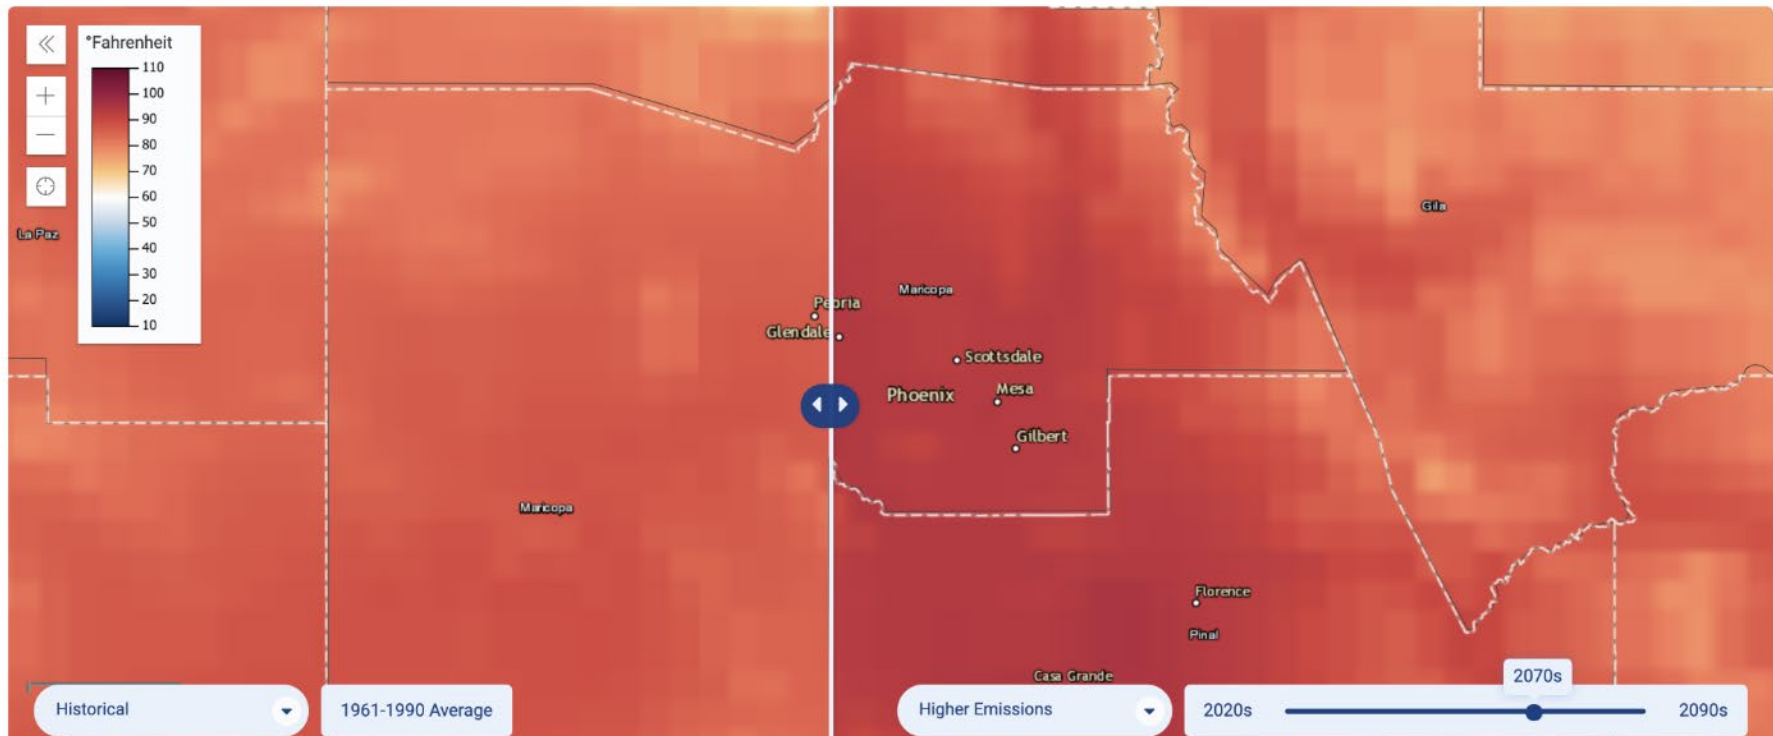 °Fahrenheit
110
100
90
80
70
60
50
40
30
20
10
La Paz
Gila
Maricopa
Peoria
Glendale
Scottsdale
Phoenix
Mesa
Gilbert
Maricopa
Florence
Pinal
Casa Grande
2070s
Historical
1961-1990 Average
Higher Emissions
2020s
2090s